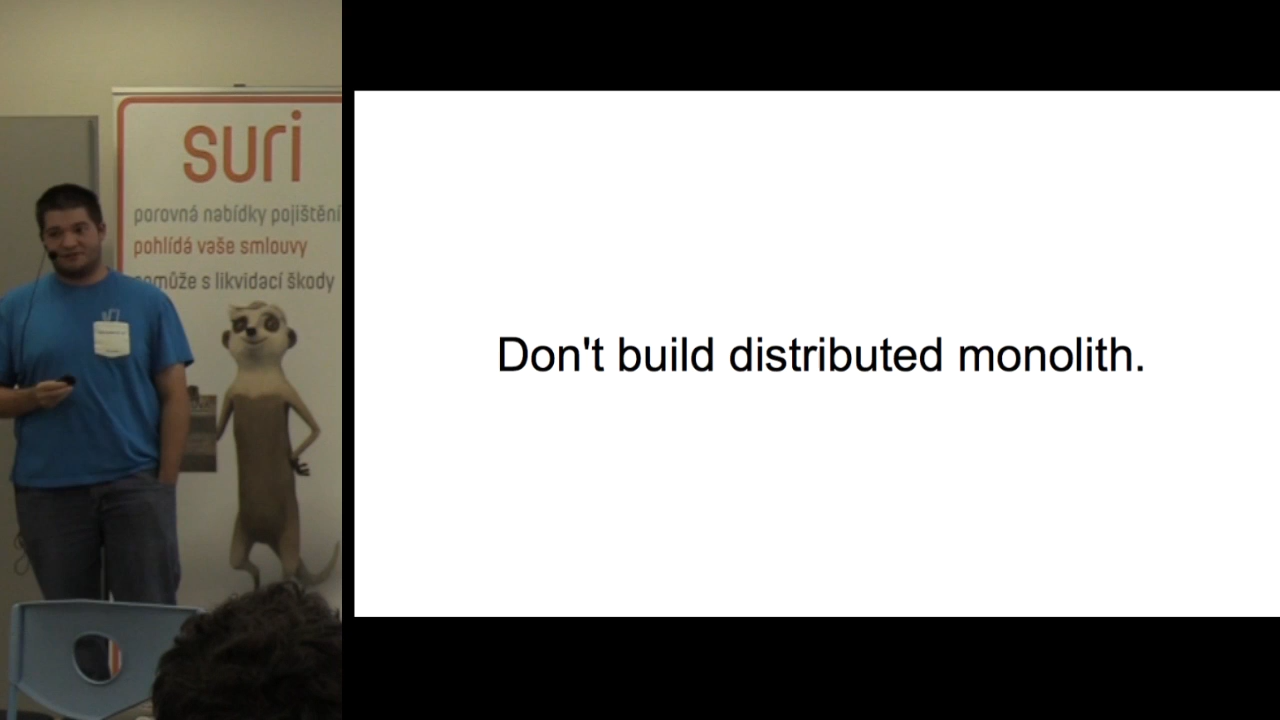 suri
porovná nabídky pojištění
pohlídá vaše smlouvy
pomůže s likvidací škody
Don't build distributed monolith.